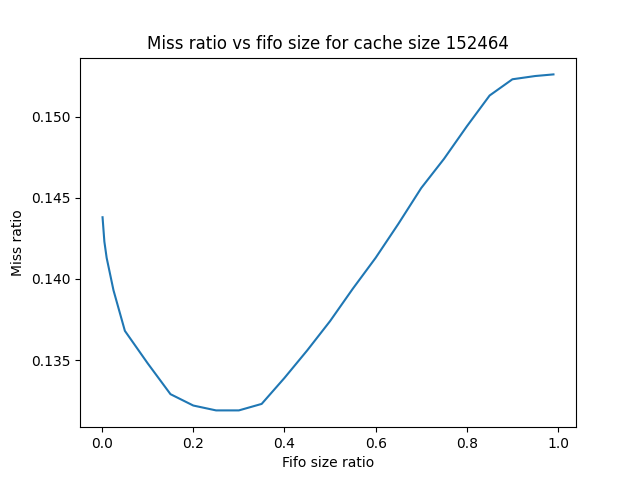 Miss ratio vs fifo size for cache size 152464
0.150
0.145
0.140
0.135
Miss ratio
0.0 0.2 0.4 0.6 0.8 1.0
Fifo size ratio